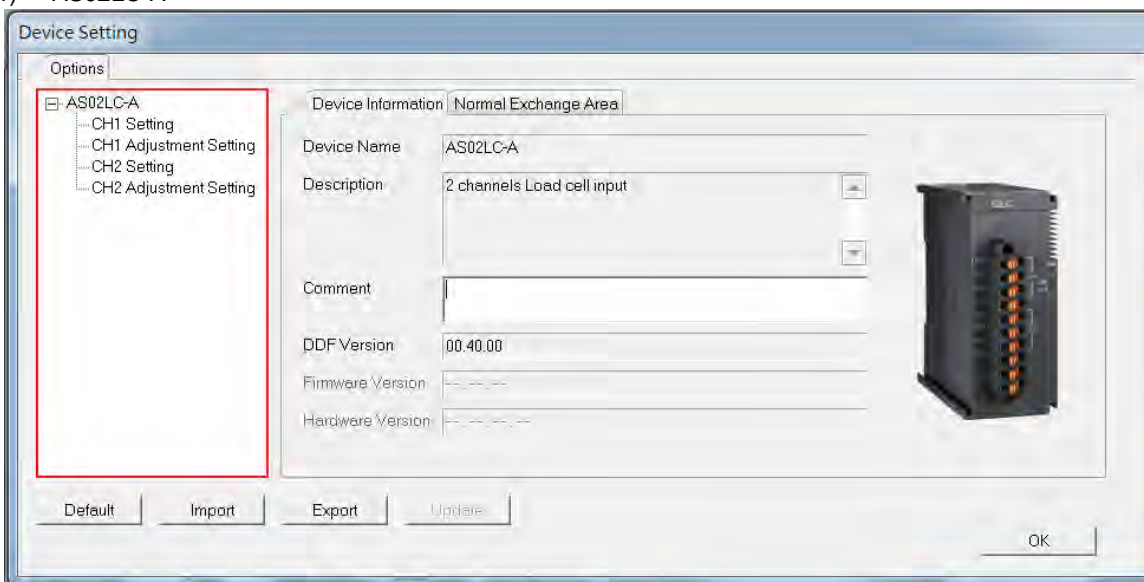 Device Setting
Options
AS02LC-A
CH1 Setting
CH1 Adjustment Setting
CH2 Setting
CH2 Adjustment Setting
Device Information Normal Exchange Area
Device Name AS02LC-A
Description 2 channels Load cell input
Comment
DDF Version 00.40.00
Firmware Version --.--.--
Hardware Version --.--.--.--
Default Import Export Update
OK